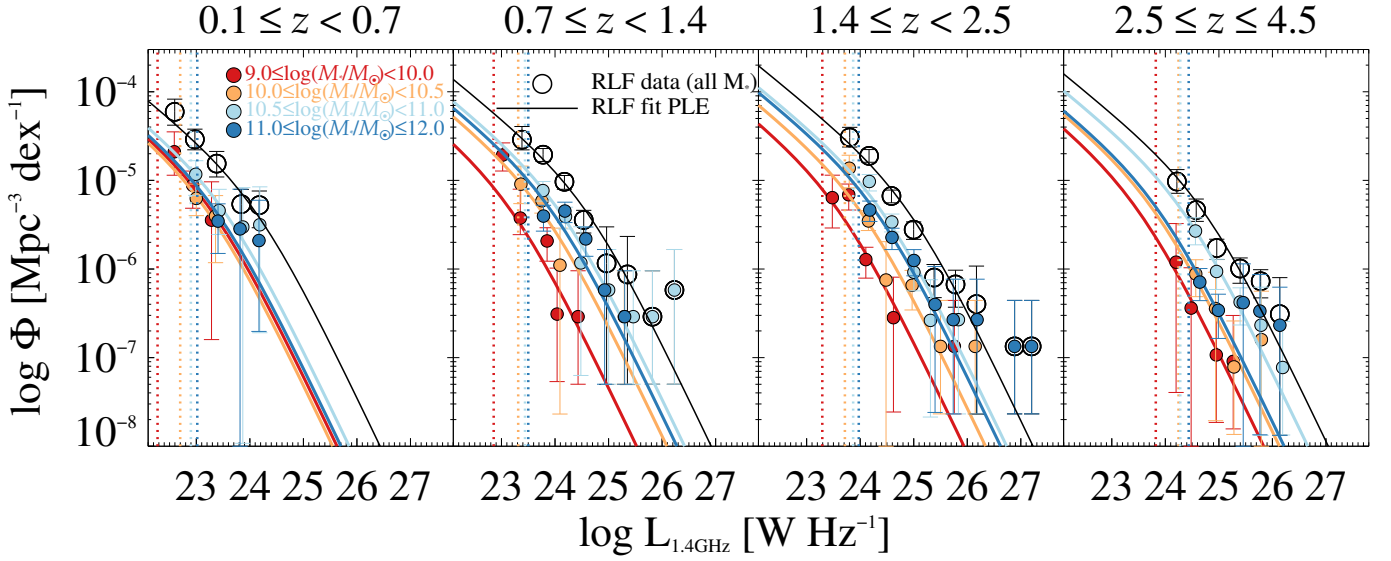 0.1 ≤ z < 0.7 0.7 ≤ z < 1.4 1.4 ≤ z < 2.5 2.5 ≤ z ≤ 4.5
9.0≤log(M*/M☉)<10.0
10.0≤log(M*/M☉)<10.5
10.5≤log(M*/M☉)<11.0
11.0≤log(M*/M☉)≤12.0
RLF data (all M*)
RLF fit PLE
log Φ [Mpc⁻³ dex⁻¹]
10⁻⁴
10⁻⁵
10⁻⁶
10⁻⁷
10⁻⁸
23 24 25 26 27 23 24 25 26 27 23 24 25 26 27 23 24 25 26 27
log L1.4GHz [W Hz⁻¹]